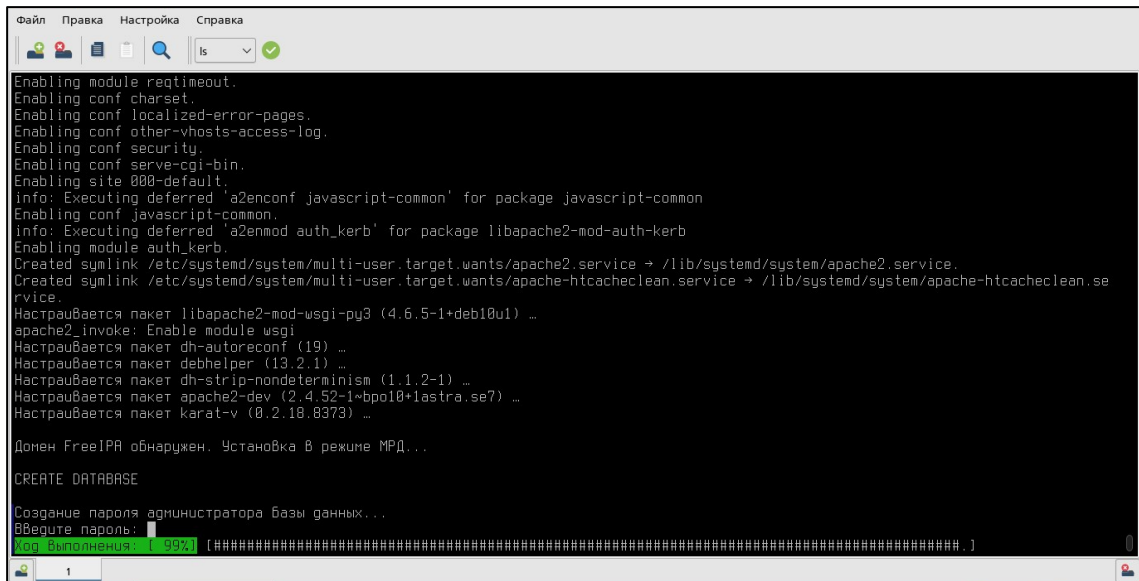 Файл Правка Настройка Справка
ls
Enabling module reqtimeout.
Enabling conf charset.
Enabling conf localized-error-pages.
Enabling conf other-vhosts-access-log.
Enabling conf security.
Enabling conf serve-cgi-bin.
Enabling site 000-default.
info: Executing deferred 'a2enconf javascript-common' for package javascript-common
Enabling conf javascript-common.
info: Executing deferred 'a2enmod auth_kerb' for package libapache2-mod-auth-kerb
Enabling module auth_kerb.
Created symlink /etc/systemd/system/multi-user.target.wants/apache2.service → /lib/systemd/system/apache2.service.
Created symlink /etc/systemd/system/multi-user.target.wants/apache-htcacheclean.service → /lib/systemd/system/apache-htcacheclean.se
rvice.
Настраивается пакет libapache2-mod-wsgi-py3 (4.6.5-1+deb10u1) …
apache2_invoke: Enable module wsgi
Настраивается пакет dh-autoreconf (19) …
Настраивается пакет debhelper (13.2.1) …
Настраивается пакет dh-strip-nondeterminism (1.1.2-1) …
Настраивается пакет apache2-dev (2.4.52-1~bpo10+1astra.se7) …
Настраивается пакет karat-v (0.2.18.8373) …
Домен FreeIPA обнаружен. Установка в режиме МРД...
CREATE DATABASE
Создание пароля администратора базы данных...
Введите пароль:
Ход выполнения: [ 99%] [###########################################################################################.]
1